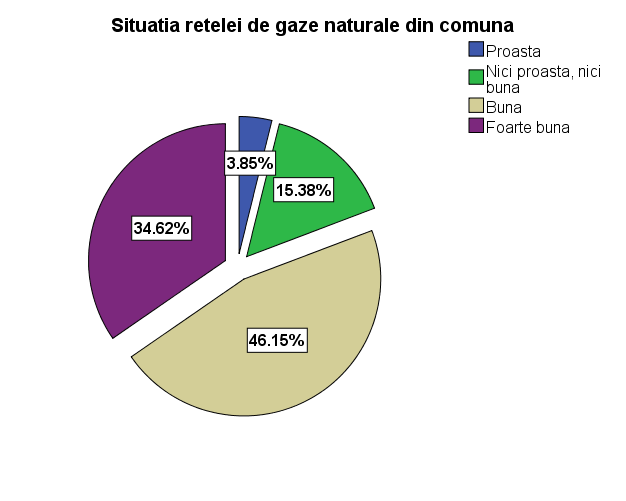 Situatia retelei de gaze naturale din comuna
Proasta
Nici proasta, nici
buna
Buna
Foarte buna
3.85%
15.38%
34.62%
46.15%